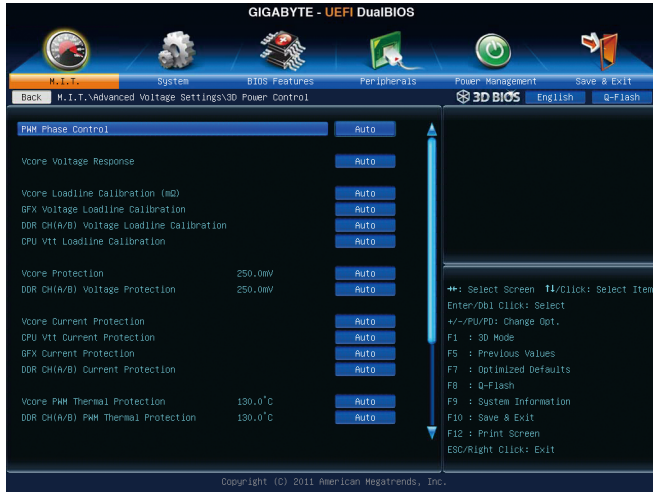 GIGABYTE - UEFI DualBIOS
M.I.T. System BIOS Features Peripherals Power Management Save & Exit
Back M.I.T.\Advanced Voltage Settings\3D Power Control 3D BIOS English Q-Flash
PWM Phase Control Auto
Vcore Voltage Response Auto
Vcore Loadline Calibration (mΩ) Auto
GFX Voltage Loadline Calibration Auto
DDR CH(A/B) Voltage Loadline Calibration Auto
CPU Vtt Loadline Calibration Auto
Vcore Protection 250.0mV Auto
DDR CH(A/B) Voltage Protection 250.0mV Auto
Vcore Current Protection Auto
CPU Vtt Current Protection Auto
GFX Current Protection Auto
DDR CH(A/B) Current Protection Auto
Vcore PWM Thermal Protection 130.0°C Auto
DDR CH(A/B) PWM Thermal Protection 130.0°C Auto
→←: Select Screen ↑↓/Click: Select Item
Enter/Dbl Click: Select
+/-/PU/PD: Change Opt.
F1 : 3D Mode
F5 : Previous Values
F7 : Optimized Defaults
F8 : Q-Flash
F9 : System Information
F10 : Save & Exit
F12 : Print Screen
ESC/Right Click: Exit
Copyright (C) 2011 American Megatrends, Inc.